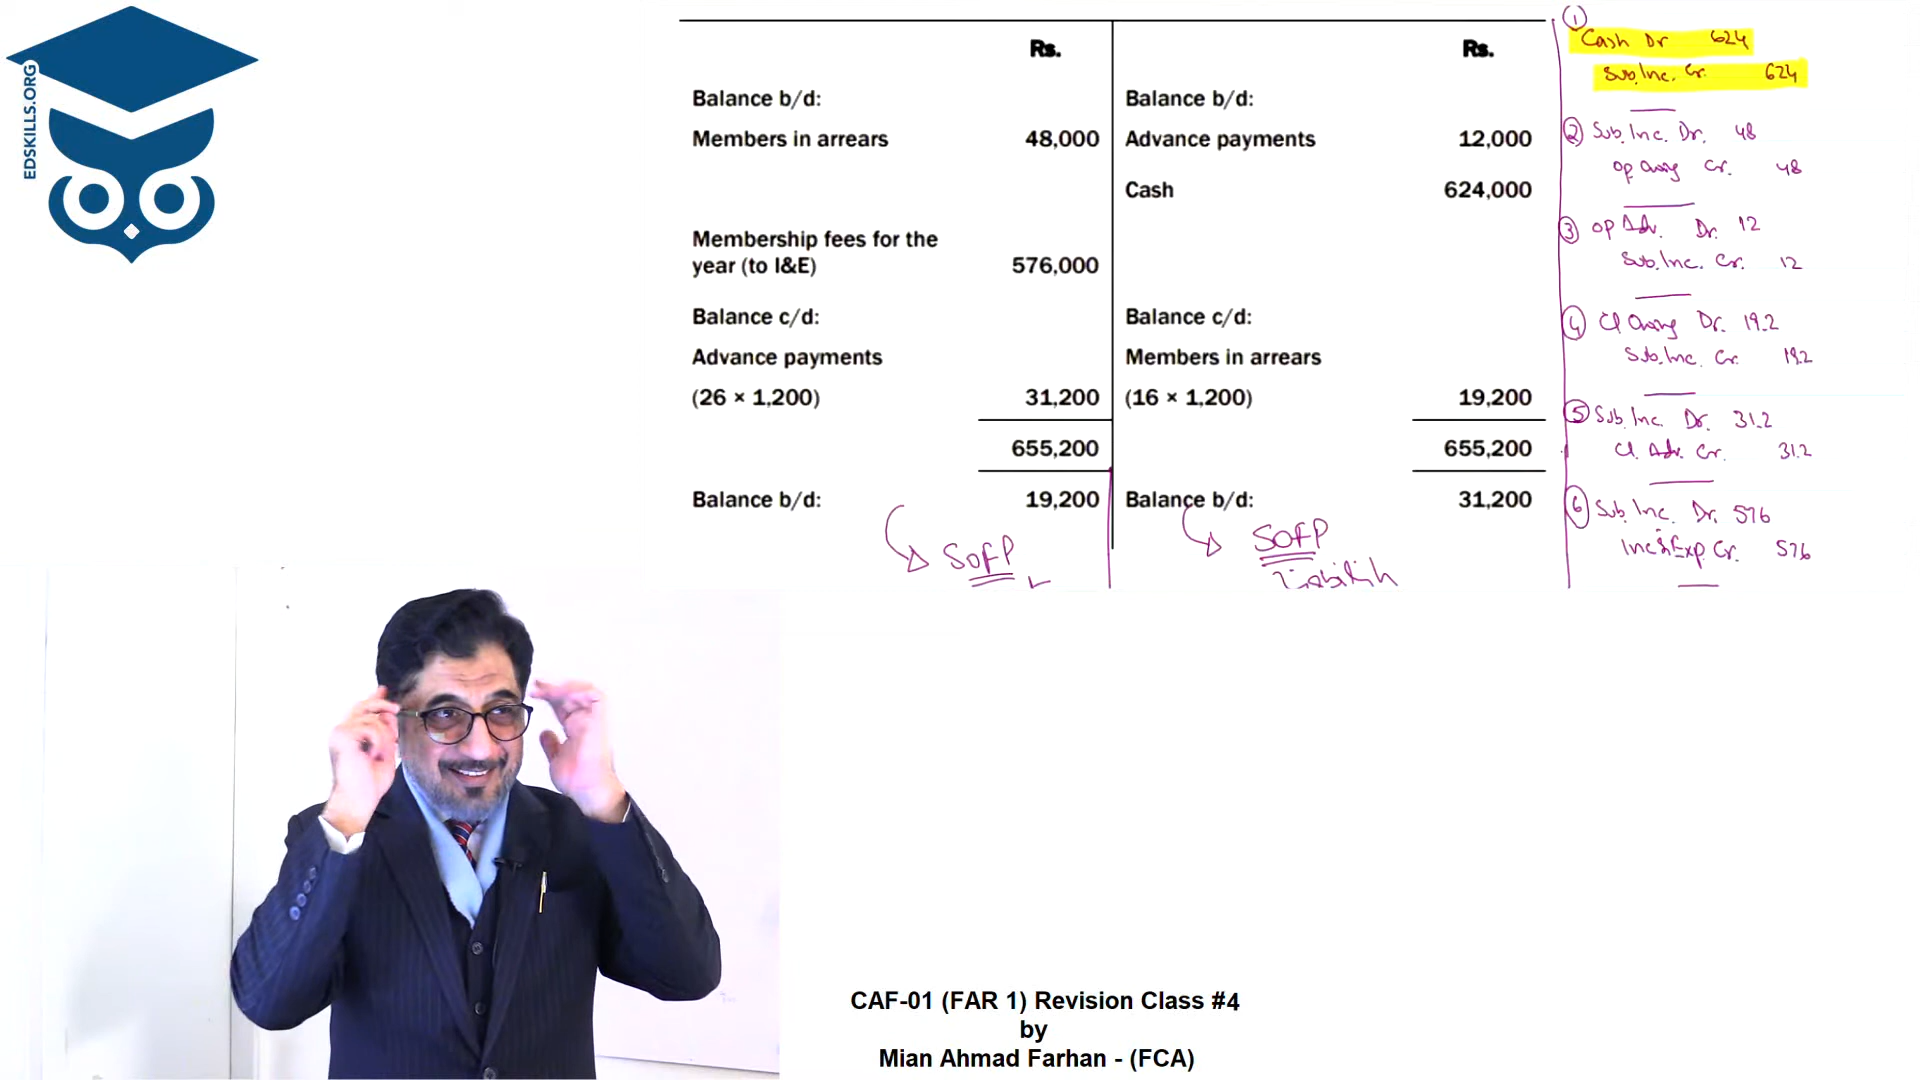 EDSKILLS.ORG
Rs. Rs.
Balance b/d: Balance b/d:
Members in arrears 48,000 Advance payments 12,000
Cash 624,000
Membership fees for the
year (to I&E) 576,000
Balance c/d: Balance c/d:
Advance payments Members in arrears
(26 × 1,200) 31,200 (16 × 1,200) 19,200
655,200 655,200
Balance b/d: 19,200 Balance b/d: 31,200
SOFP SOFP
① Cash Dr 624
Sub. Inc. Cr. 624
② Sub. Inc. Dr. 48
Op Cr. 48
③ Op Adv. Dr. 12
Sub. Inc. Cr. 12
④ Cl Dr. 19.2
Sub. Inc. Cr. 19.2
⑤ Sub. Inc. Dr. 31.2
Cl. Adv. Cr. 31.2
⑥ Sub. Inc. Dr. 576
Inc & Exp. Cr. 576
CAF-01 (FAR 1) Revision Class #4
by
Mian Ahmad Farhan - (FCA)